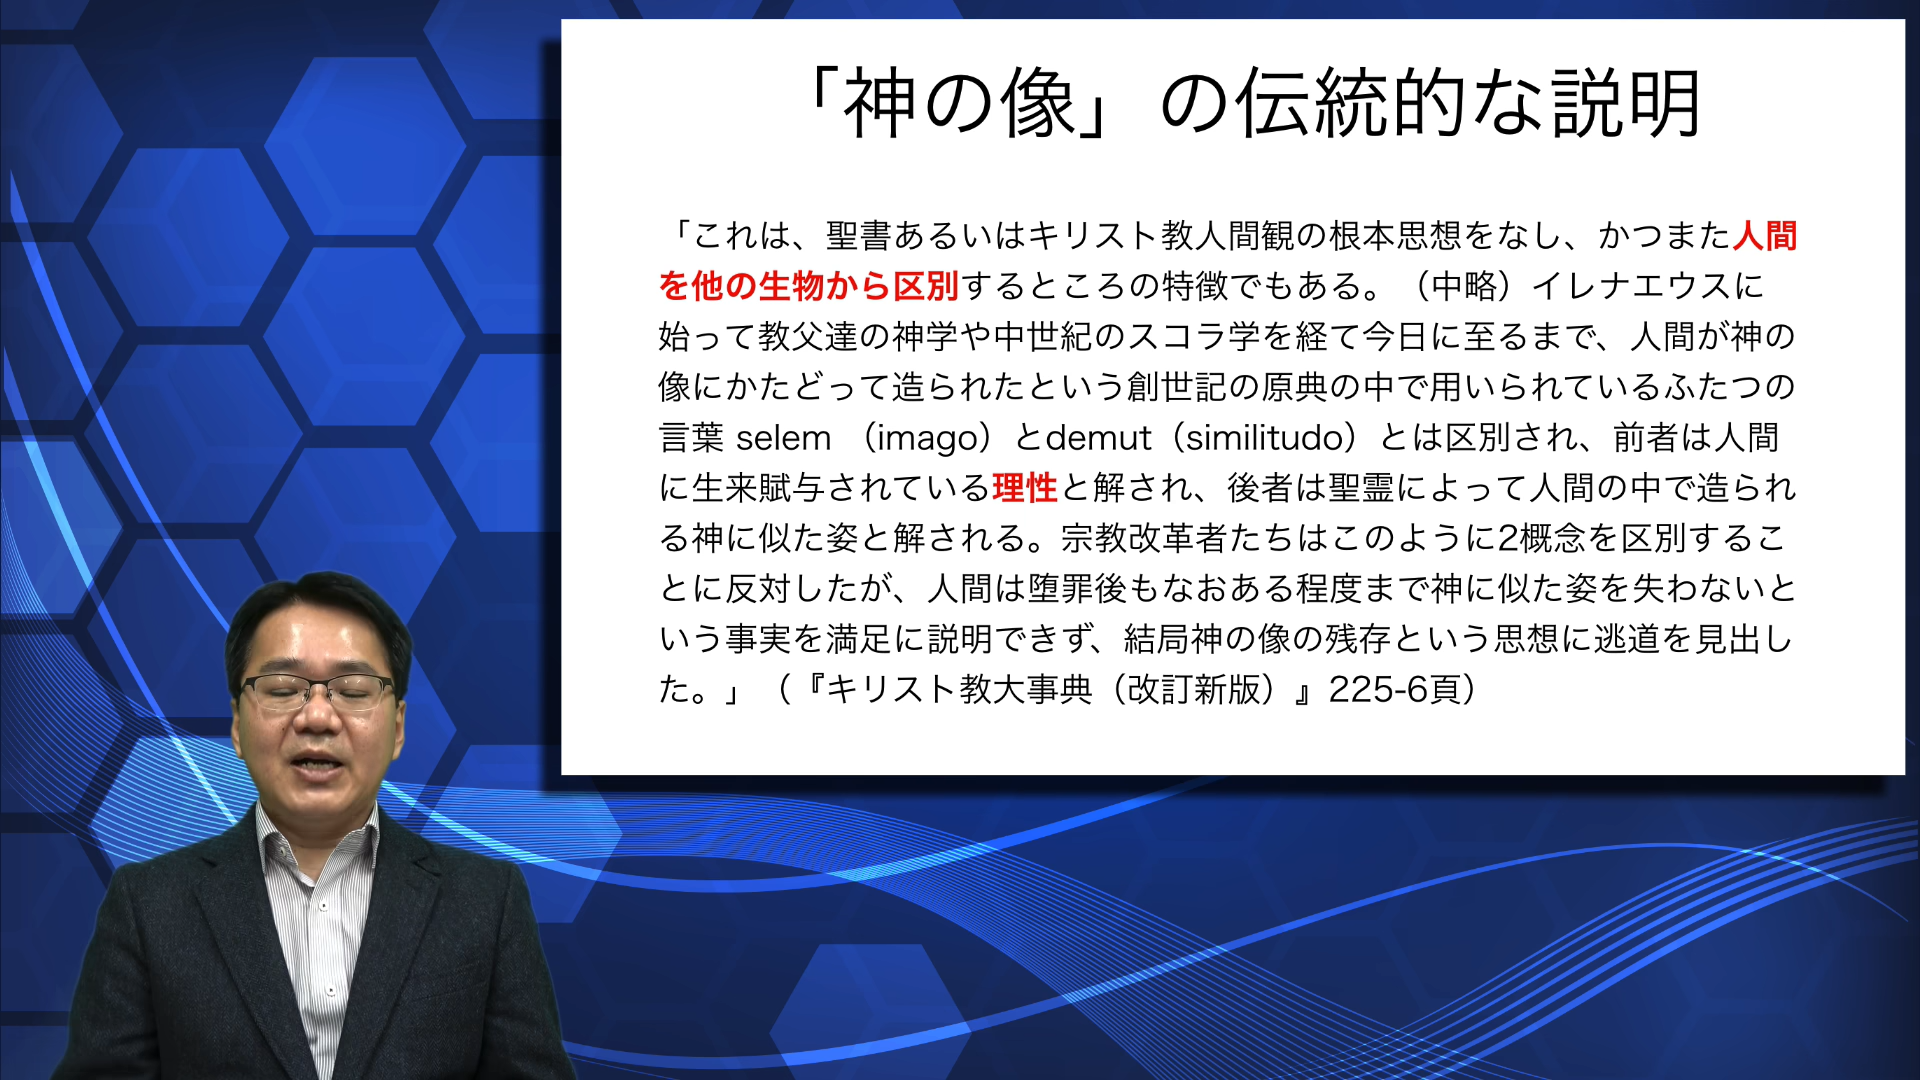 「神の像」の伝統的な説明
「これは、聖書あるいはキリスト教人間観の根本思想をなし、かつまた人間
を他の生物から区別するところの特徴でもある。（中略）イレナエウスに
始って教父達の神学や中世紀のスコラ学を経て今日に至るまで、人間が神の
像にかたどって造られたという創世記の原典の中で用いられているふたつの
言葉 selem （imago）とdemut（similitudo）とは区別され、前者は人間
に生来賦与されている理性と解され、後者は聖霊によって人間の中で造られ
る神に似た姿と解される。宗教改革者たちはこのように2概念を区別するこ
とに反対したが、人間は堕罪後もなおある程度まで神に似た姿を失わないと
いう事実を満足に説明できず、結局神の像の残存という思想に逃道を見出し
た。」（『キリスト教大事典（改訂新版）』225-6頁）